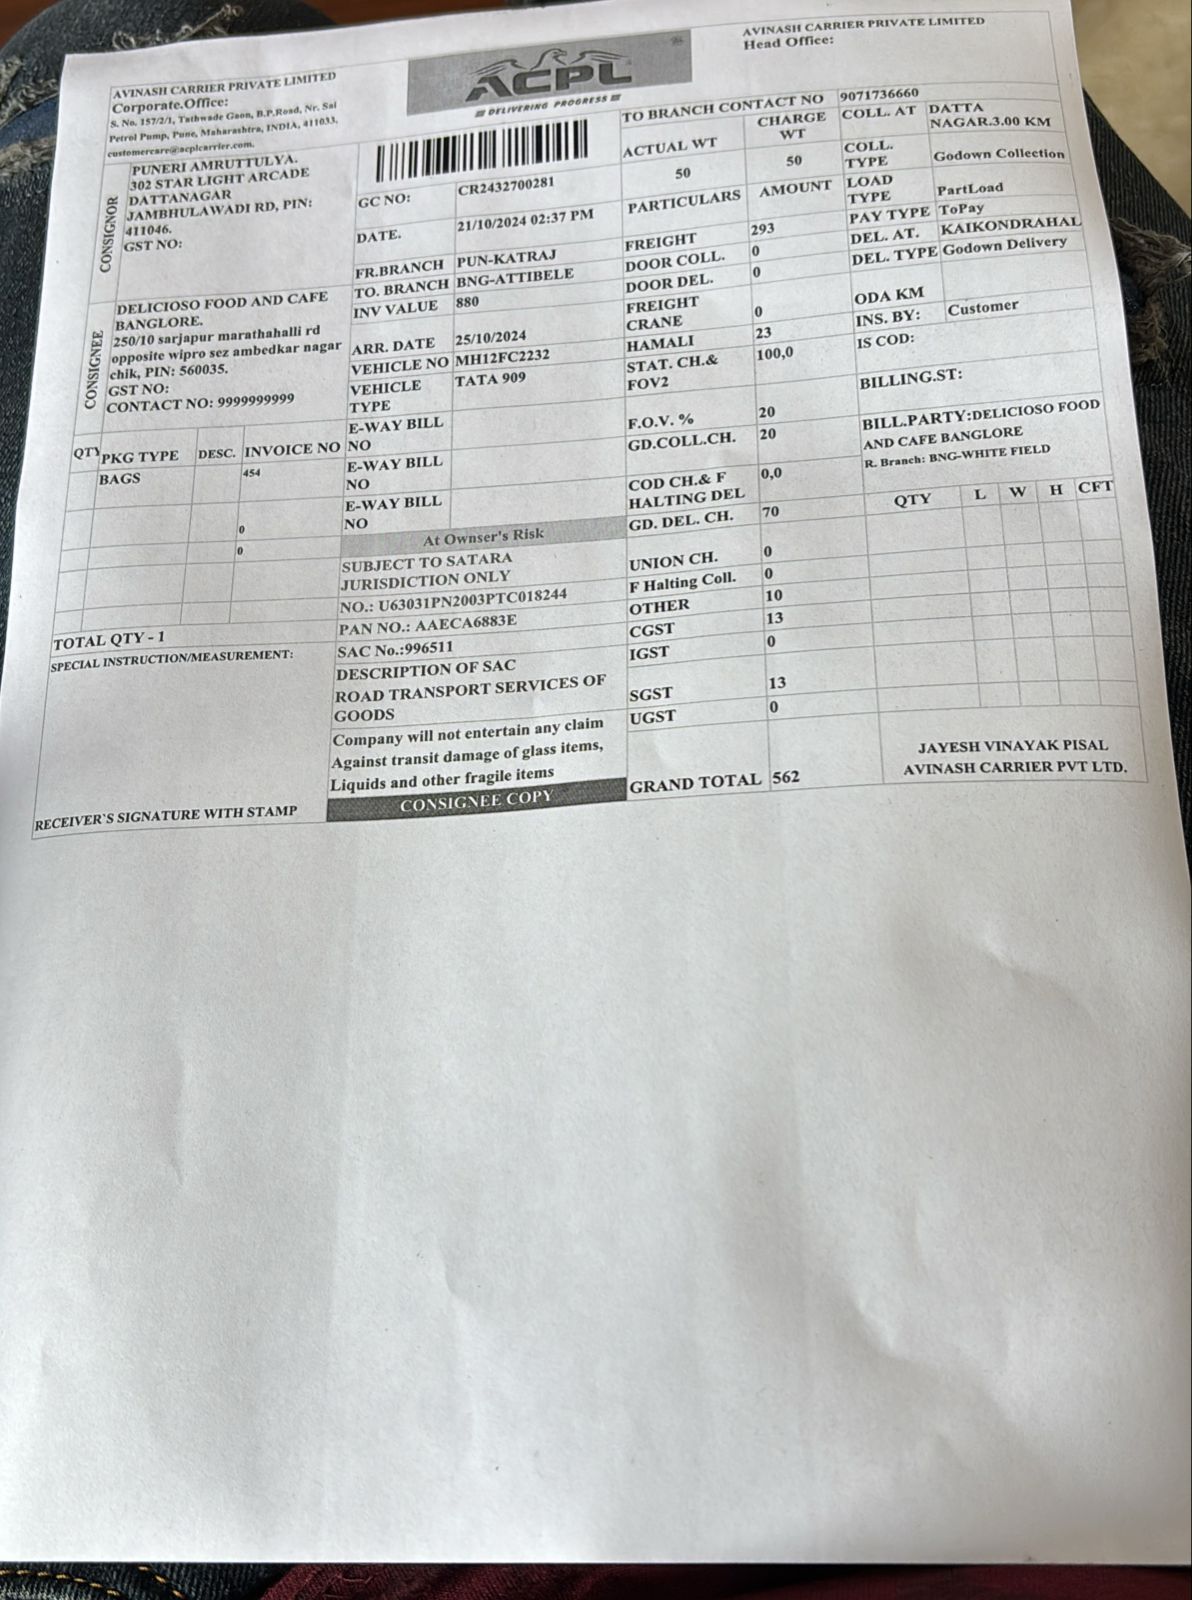 AVINASH CARRIER PRIVATE LIMITED
Corporate.Office:
S. No. 157/2/1, Tathwade Gaon, B.P.Road, Nr. Sai
Petrol Pump, Pune, Maharashtra, INDIA, 411033.
customercare@acplcarrier.com.
ACPL
DELIVERING PROGRESS
AVINASH CARRIER PRIVATE LIMITED
Head Office:
CONSIGNOR
PUNERI AMRUTTULYA.
302 STAR LIGHT ARCADE
DATTANAGAR
JAMBHULAWADI RD, PIN:
411046.
GST NO:
CONSIGNEE
DELICIOSO FOOD AND CAFE
BANGLORE.
250/10 sarjapur marathahalli rd
opposite wipro sez ambedkar nagar
chik, PIN: 560035.
GST NO:
CONTACT NO: 9999999999
QTY PKG TYPE DESC. INVOICE NO
BAGS 454
0
0
TOTAL QTY - 1
SPECIAL INSTRUCTION/MEASUREMENT:
RECEIVER`S SIGNATURE WITH STAMP
GC NO: CR2432700281
DATE. 21/10/2024 02:37 PM
FR.BRANCH PUN-KATRAJ
TO. BRANCH BNG-ATTIBELE
INV VALUE 880
ARR. DATE 25/10/2024
VEHICLE NO MH12FC2232
VEHICLE TATA 909
TYPE
E-WAY BILL
NO
E-WAY BILL
NO
E-WAY BILL
NO
At Ownser's Risk
SUBJECT TO SATARA
JURISDICTION ONLY
NO.: U63031PN2003PTC018244
PAN NO.: AAECA6883E
SAC No.:996511
DESCRIPTION OF SAC
ROAD TRANSPORT SERVICES OF
GOODS
Company will not entertain any claim
Against transit damage of glass items,
Liquids and other fragile items
CONSIGNEE COPY
TO BRANCH CONTACT NO 9071736660
ACTUAL WT CHARGE
WT
50 50
PARTICULARS AMOUNT
FREIGHT 293
DOOR COLL. 0
DOOR DEL. 0
FREIGHT
CRANE 0
HAMALI 23
STAT. CH.& 100,0
FOV2
F.O.V. % 20
GD.COLL.CH. 20
COD CH.& F 0,0
HALTING DEL
GD. DEL. CH. 70
UNION CH. 0
F Halting Coll. 0
OTHER 10
CGST 13
IGST 0
SGST 13
UGST 0
GRAND TOTAL 562
COLL. AT DATTA
NAGAR.3.00 KM
COLL.
TYPE Godown Collection
LOAD
TYPE PartLoad
PAY TYPE ToPay
DEL. AT. KAIKONDRAHAL
DEL. TYPE Godown Delivery
ODA KM
INS. BY: Customer
IS COD:
BILLING.ST:
BILL.PARTY:DELICIOSO FOOD
AND CAFE BANGLORE
R. Branch: BNG-WHITE FIELD
QTY L W H CFT
JAYESH VINAYAK PISAL
AVINASH CARRIER PVT LTD.